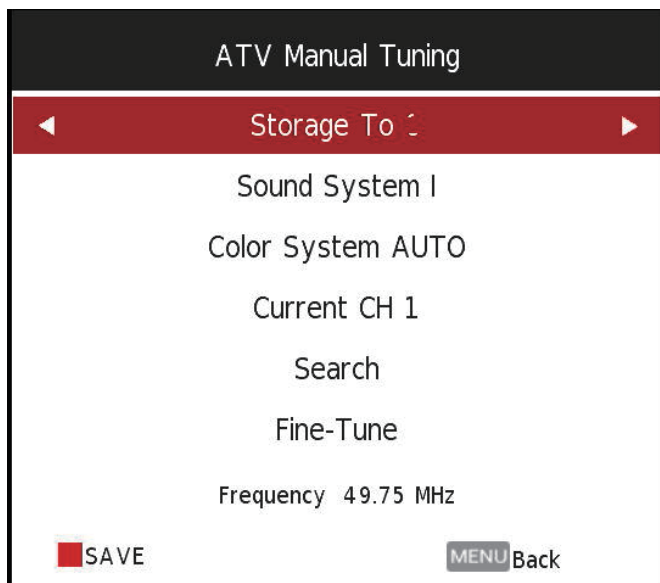 ATV Manual Tuning
Storage To
Sound System I
Color System AUTO
Current CH 1
Search
Fine-Tune
Frequency 49.75 MHz
SAVE MENU Back